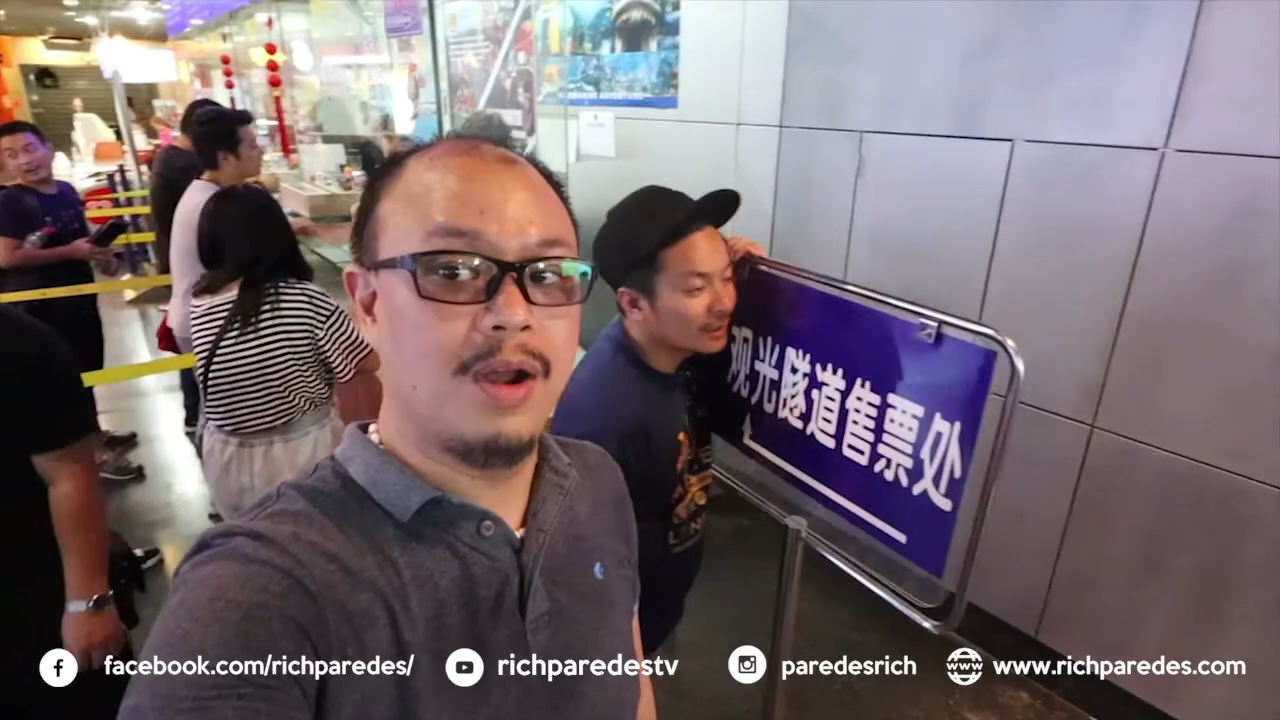 观光隧道售票处
facebook.com/richparedes/
richparedestv
paredesrich
www.richparedes.com